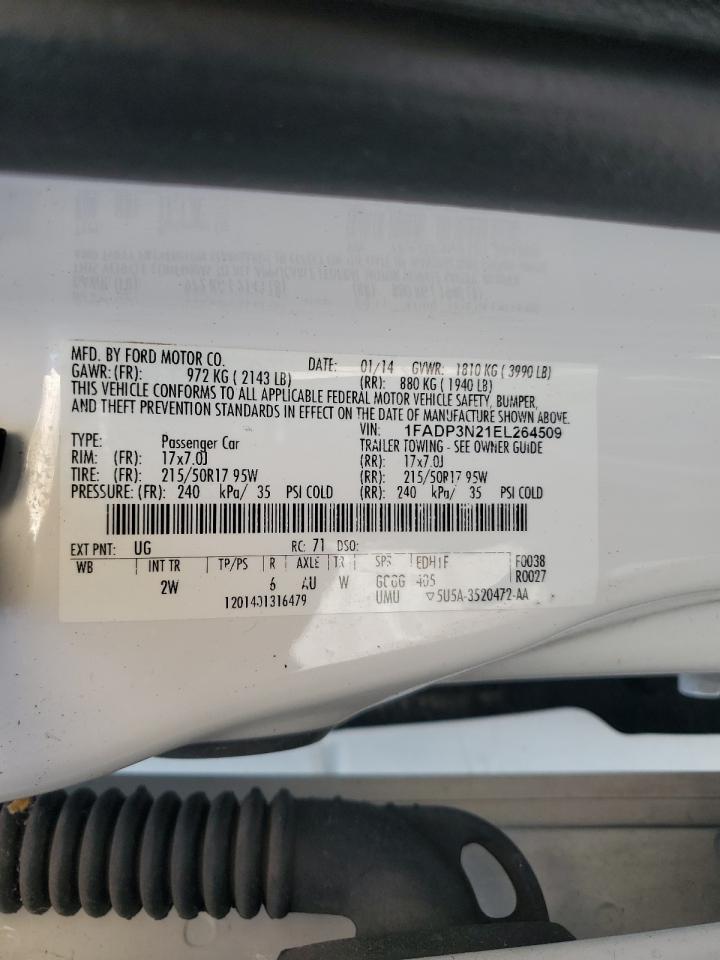 MFD. BY FORD MOTOR CO. DATE: 01/14 GVWR: 1810 KG ( 3990 LB)
GAWR: (FR): 972 KG ( 2143 LB) (RR): 880 KG ( 1940 LB)
THIS VEHICLE CONFORMS TO ALL APPLICABLE FEDERAL MOTOR VEHICLE SAFETY, BUMPER,
AND THEFT PREVENTION STANDARDS IN EFFECT ON THE DATE OF MANUFACTURE SHOWN ABOVE.
VIN: 1FADP3N21EL264509
TYPE: Passenger Car TRAILER TOWING - SEE OWNER GUIDE
RIM: (FR): 17x7.0J (RR): 17x7.0J
TIRE: (FR): 215/50R17 95W (RR): 215/50R17 95W
PRESSURE: (FR): 240 kPa/ 35 PSI COLD (RR): 240 kPa/ 35 PSI COLD
EXT PNT: UG RC: 71 DSO:
WB INT TR TP/PS R AXLE TR SPR EDH1F F0038
2W 6 AU W 405 R0027
1201401316479 UMU ▽5U5A-3520472-AA